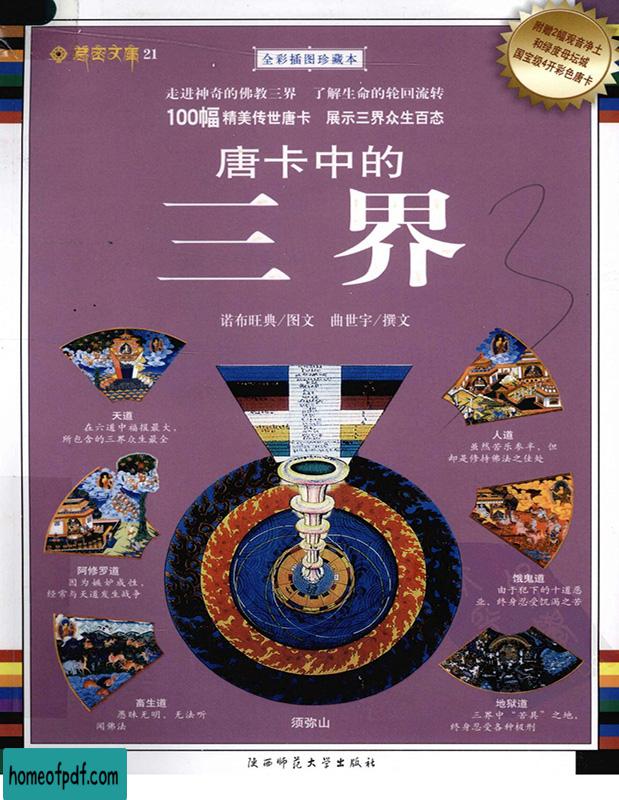 藏密文库 21
全彩插图珍藏本
附赠2幅观音净土
和绿度母坛城
国宝级4开彩色唐卡
走进神奇的佛教三界 了解生命的轮回流转
100幅精美传世唐卡 展示三界众生百态
唐卡中的
三界
诺布旺典/图文 曲世宇/撰文
天道
在六道中福报最大，
所包含的三界众生最全
人道
虽然苦乐参半，但
却是修持佛法之佳处
阿修罗道
因为嫉妒成性，
经常与天道发生战争
饿鬼道
由于犯下的十道恶
业、终身忍受饥渴之苦
畜生道
愚昧无明，无法听
闻佛法
地狱道
三界中“苦具”之地，
终身忍受各种极刑
须弥山
陕西师范大学出版社
homeofpdf.com